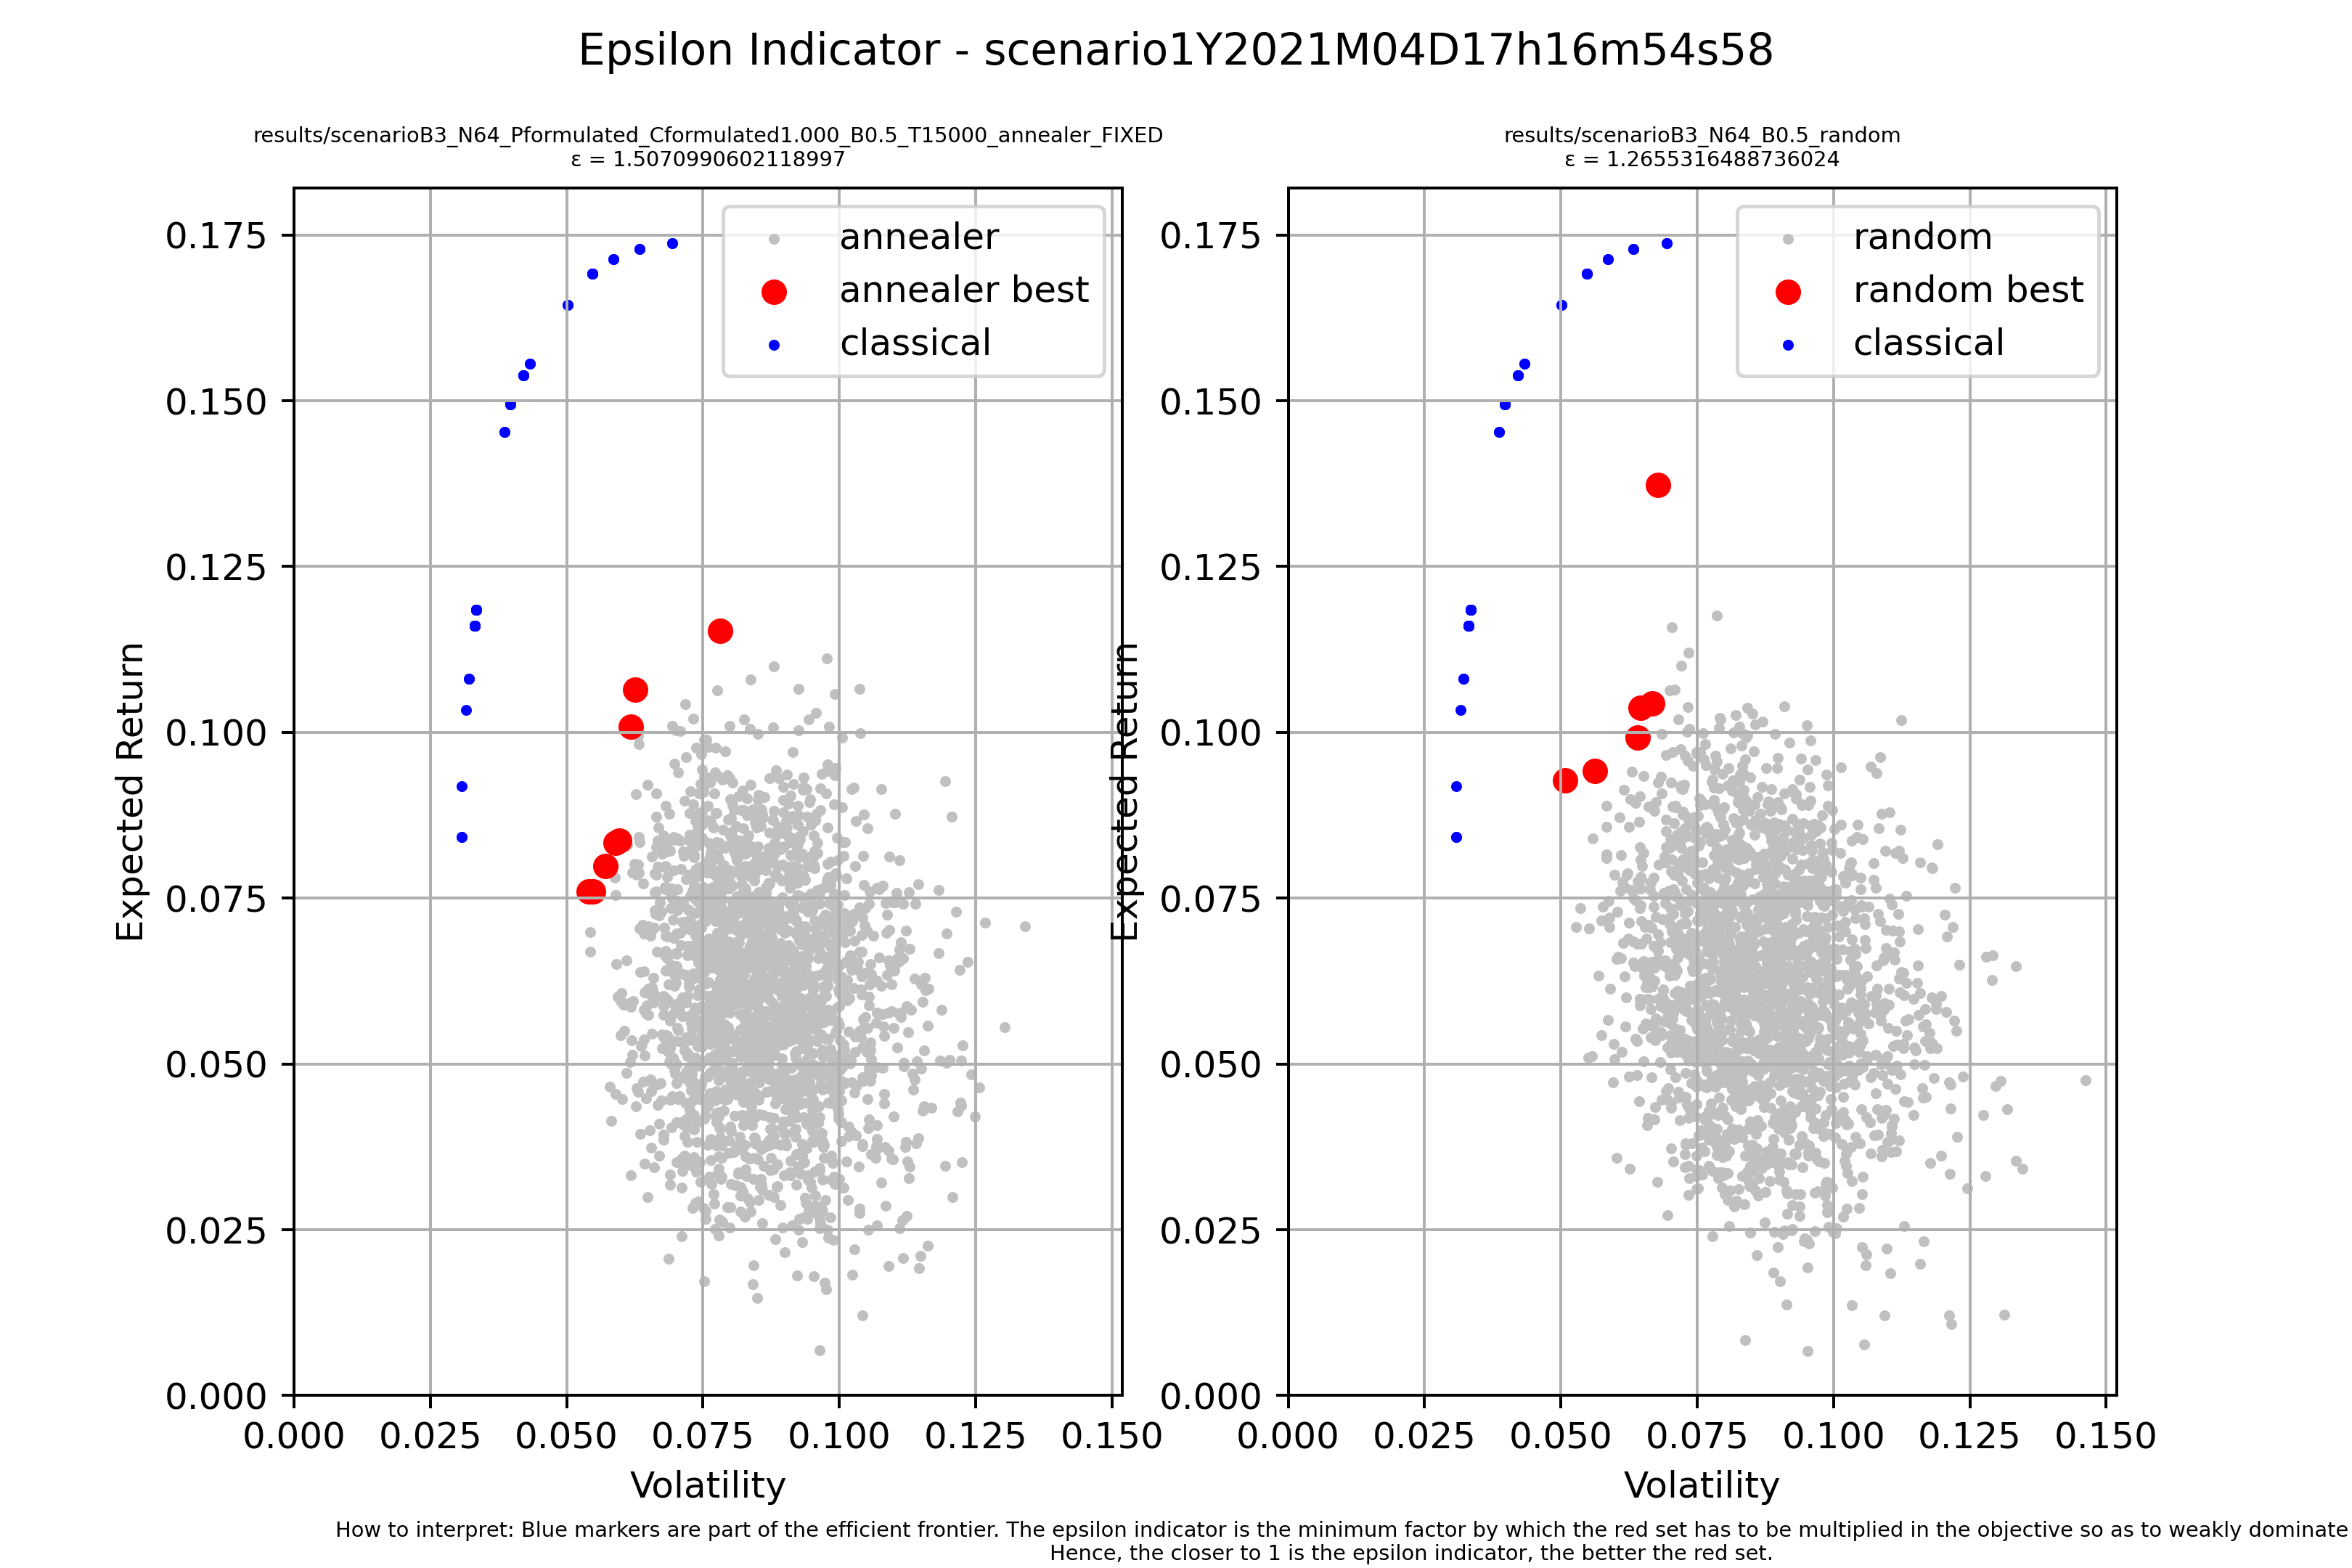 Epsilon Indicator - scenario1Y2021M04D17h16m54s58
results/scenarioB3_N64_Pformulated_Cformulated1.000_B0.5_T15000_annealer_FIXED
ε = 1.5070990602118997
annealer
annealer best
classical
0.175
0.150
0.125
0.100
0.075
0.050
0.025
0.000
Expected Return
0.000 0.025 0.050 0.075 0.100 0.125 0.150
Volatility
results/scenarioB3_N64_B0.5_random
ε = 1.2655316488736024
random
random best
classical
0.175
0.150
0.125
0.100
0.075
0.050
0.025
0.000
Expected Return
0.000 0.025 0.050 0.075 0.100 0.125 0.150
Volatility
How to interpret: Blue markers are part of the efficient frontier. The epsilon indicator is the minimum factor by which the red set has to be multiplied in the objective so as to weakly dominate
Hence, the closer to 1 is the epsilon indicator, the better the red set.